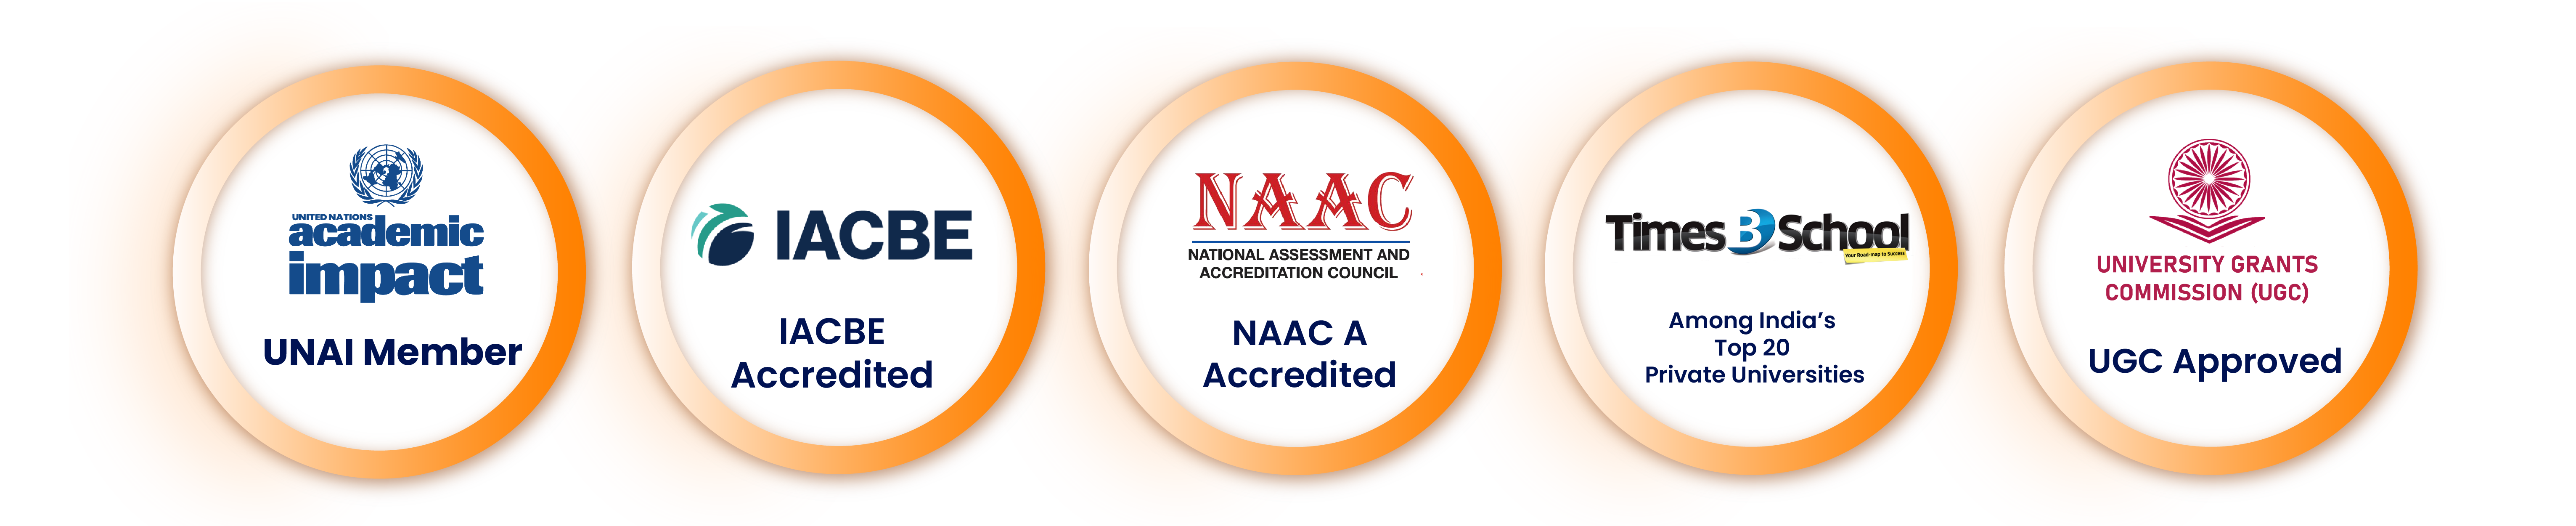 UNITED NATIONS
academic
impact
UNAI Member
IACBE
IACBE
Accredited
NAAC
NATIONAL ASSESSMENT AND
ACCREDITATION COUNCIL
NAAC A
Accredited
Times B School
Your Road-map to Success
Among India’s
Top 20
Private Universities
UNIVERSITY GRANTS
COMMISSION (UGC)
UGC Approved